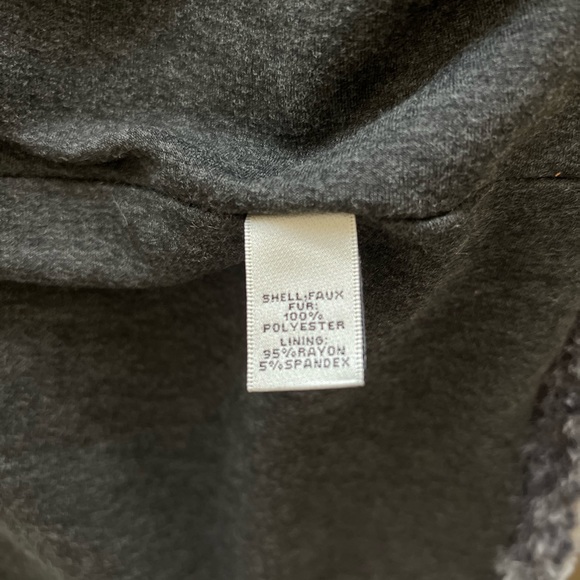 SHELL:FAUX
FUR:
100%
POLYESTER
LINING:
95%RAYON
5%SPANDEX